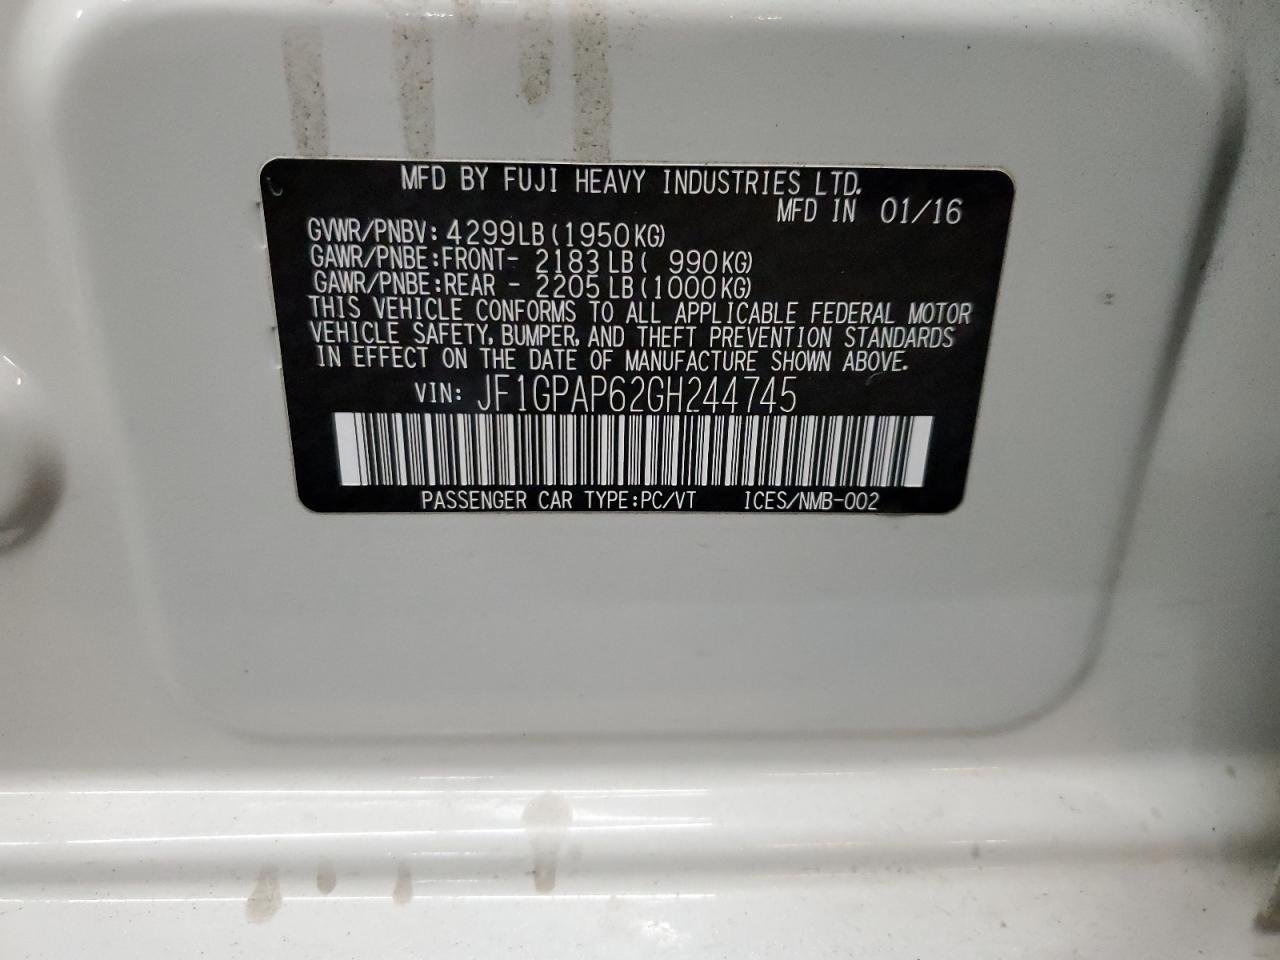 MFD BY FUJI HEAVY INDUSTRIES LTD.
MFD IN 01/16
GVWR/PNBV: 4299LB (1950KG)
GAWR/PNBE:FRONT- 2183 LB ( 990KG)
GAWR/PNBE:REAR - 2205 LB (1000KG)
THIS VEHICLE CONFORMS TO ALL APPLICABLE FEDERAL MOTOR
VEHICLE SAFETY, BUMPER, AND THEFT PREVENTION STANDARDS
IN EFFECT ON THE DATE OF MANUFACTURE SHOWN ABOVE.
VIN: JF1GPAP62GH244745
PASSENGER CAR TYPE:PC/VT ICES/NMB-002